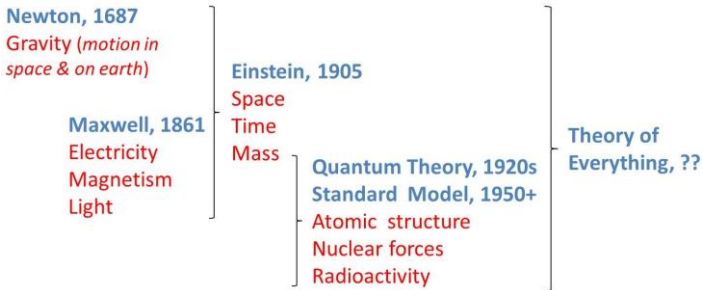 Newton, 1687
Gravity (motion in
space & on earth)
Maxwell, 1861
Electricity
Magnetism
Light
Einstein, 1905
Space
Time
Mass
Quantum Theory, 1920s
Standard Model, 1950+
Atomic structure
Nuclear forces
Radioactivity
Theory of
Everything, ??